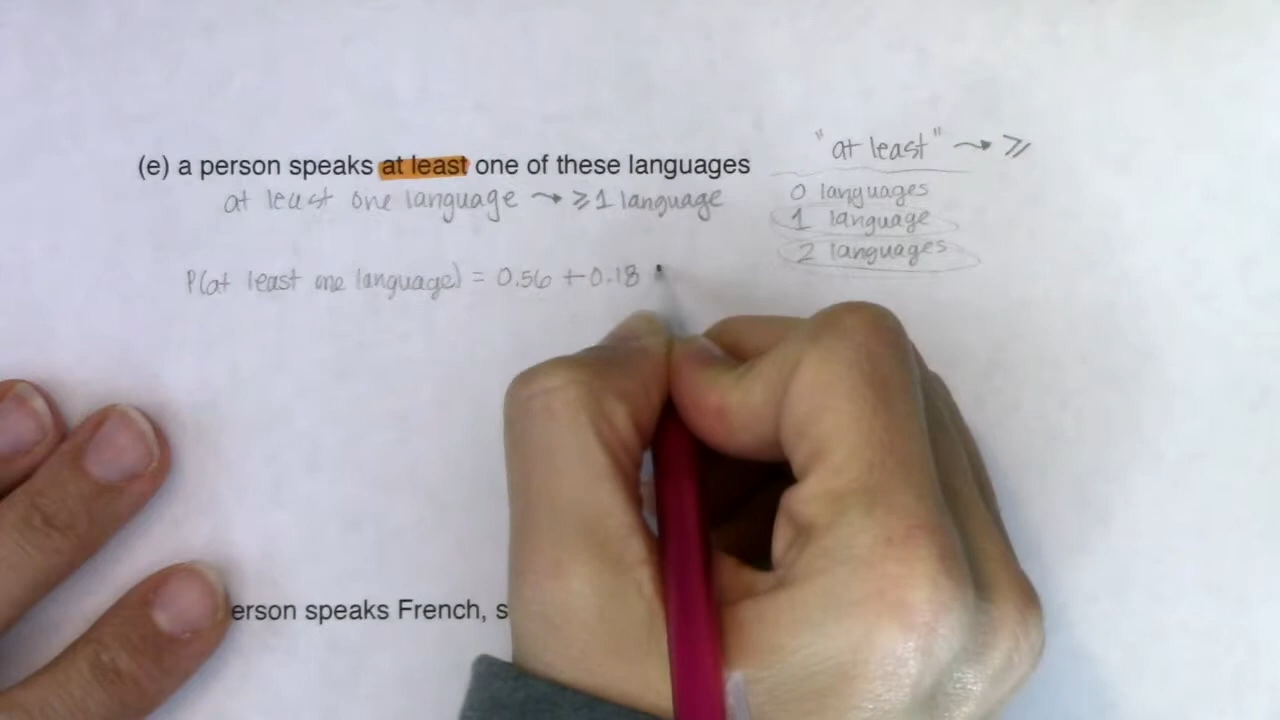 (e) a person speaks at least one of these languages
at least one language → ≥ 1 language
P(at least one language) = 0.56 + 0.18
"at least" → ≥
0 languages
1 language
2 languages
erson speaks French, s